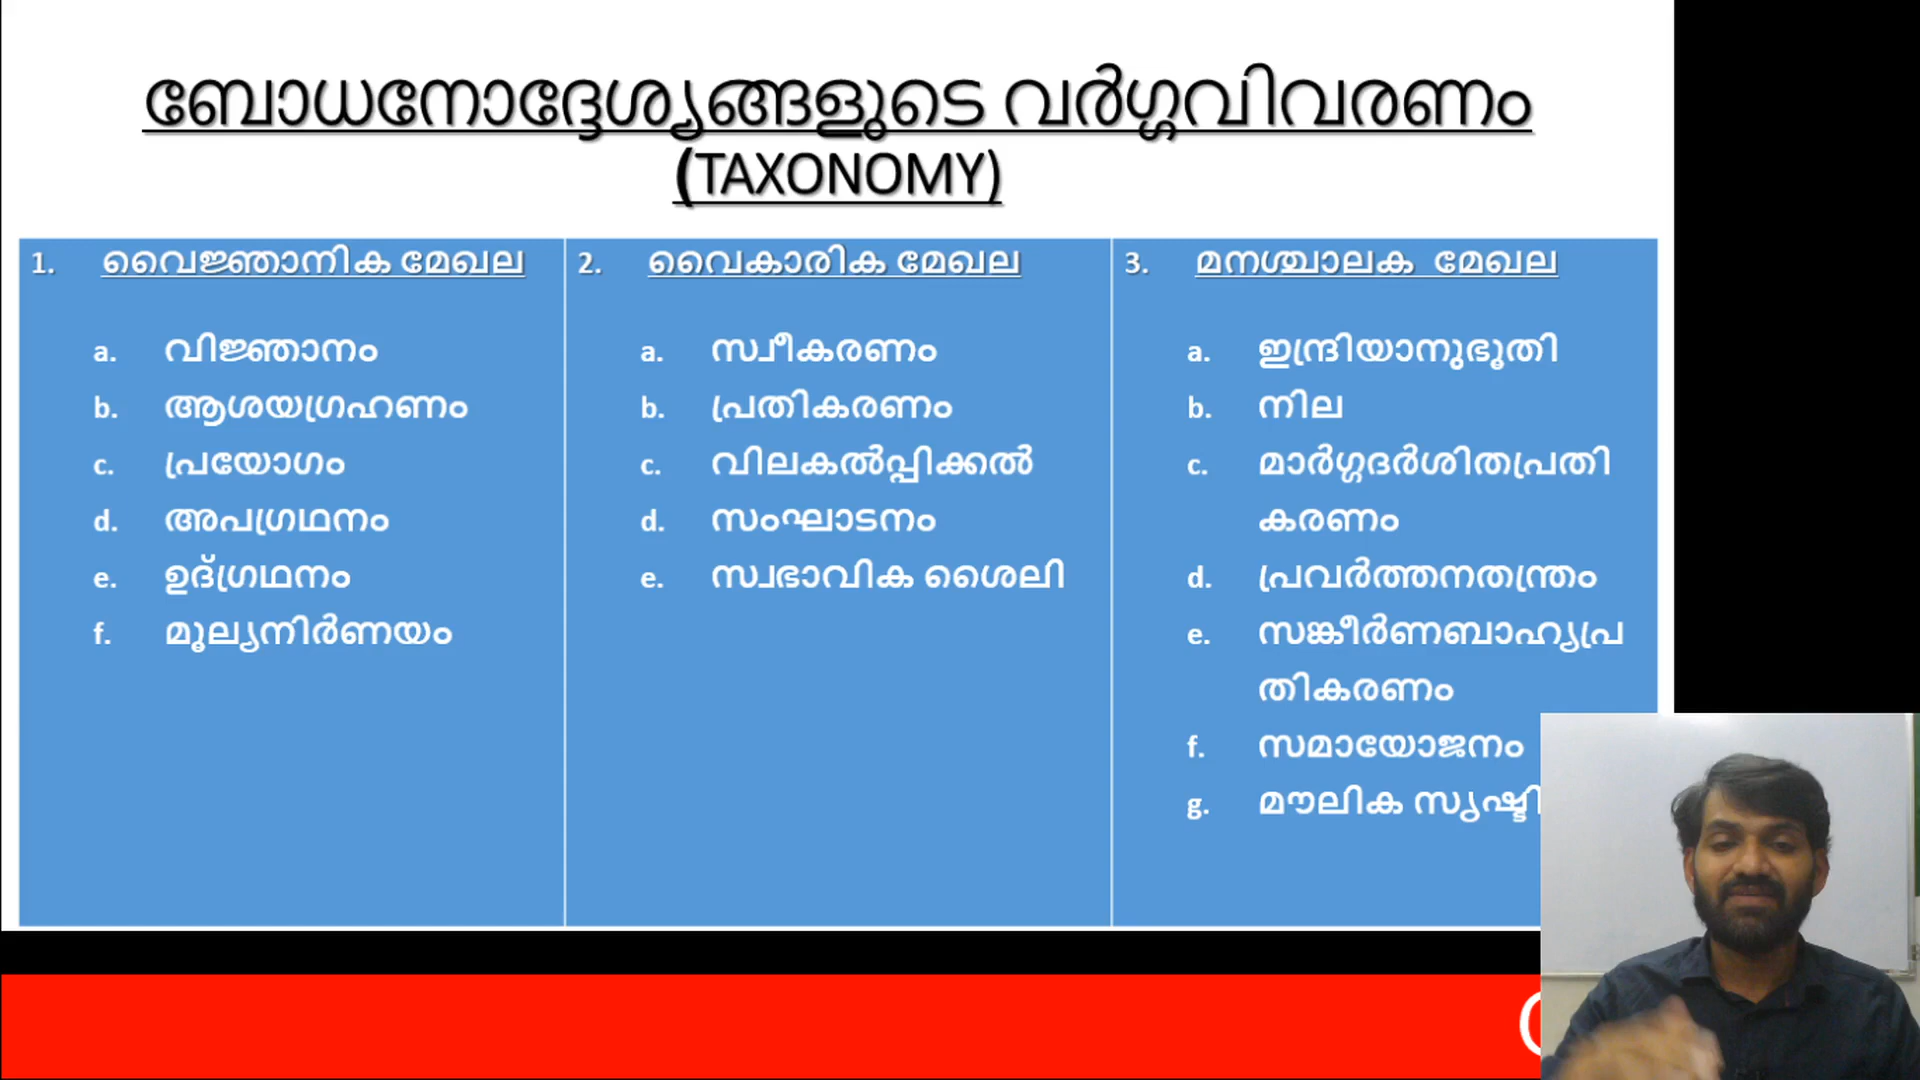 ബോധനോദ്ദേശ്യങ്ങളുടെ വർഗ്ഗവിവരണം
(TAXONOMY)
1. വൈജ്ഞാനിക മേഖല
a. വിജ്ഞാനം
b. ആശയഗ്രഹണം
c. പ്രയോഗം
d. അപഗ്രഥനം
e. ഉദ്ഗ്രഥനം
f. മൂല്യനിർണയം
2. വൈകാരിക മേഖല
a. സ്വീകരണം
b. പ്രതികരണം
c. വിലകൽപ്പിക്കൽ
d. സംഘാടനം
e. സ്വഭാവിക ശൈലി
3. മനശ്ചാലക മേഖല
a. ഇന്ദ്രിയാനുഭൂതി
b. നില
c. മാർഗ്ഗദർശിതപ്രതി
കരണം
d. പ്രവർത്തനതന്ത്രം
e. സങ്കീർണബാഹ്യപ്ര
തികരണം
f. സമായോജനം
g. മൗലിക സൃഷ്ടി